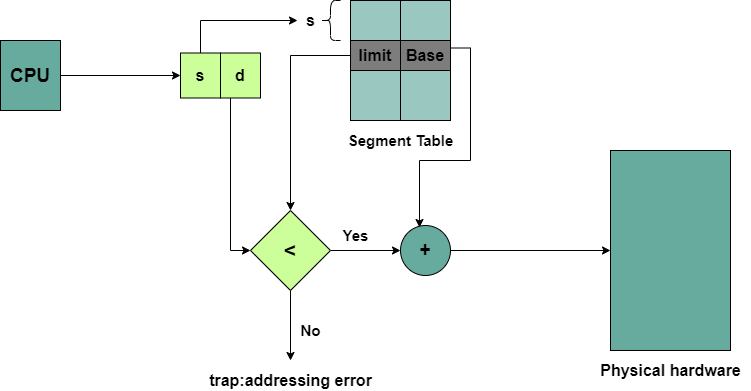 s
limit Base
CPU
s d
Segment Table
< Yes +
No
Physical hardware
trap:addressing error